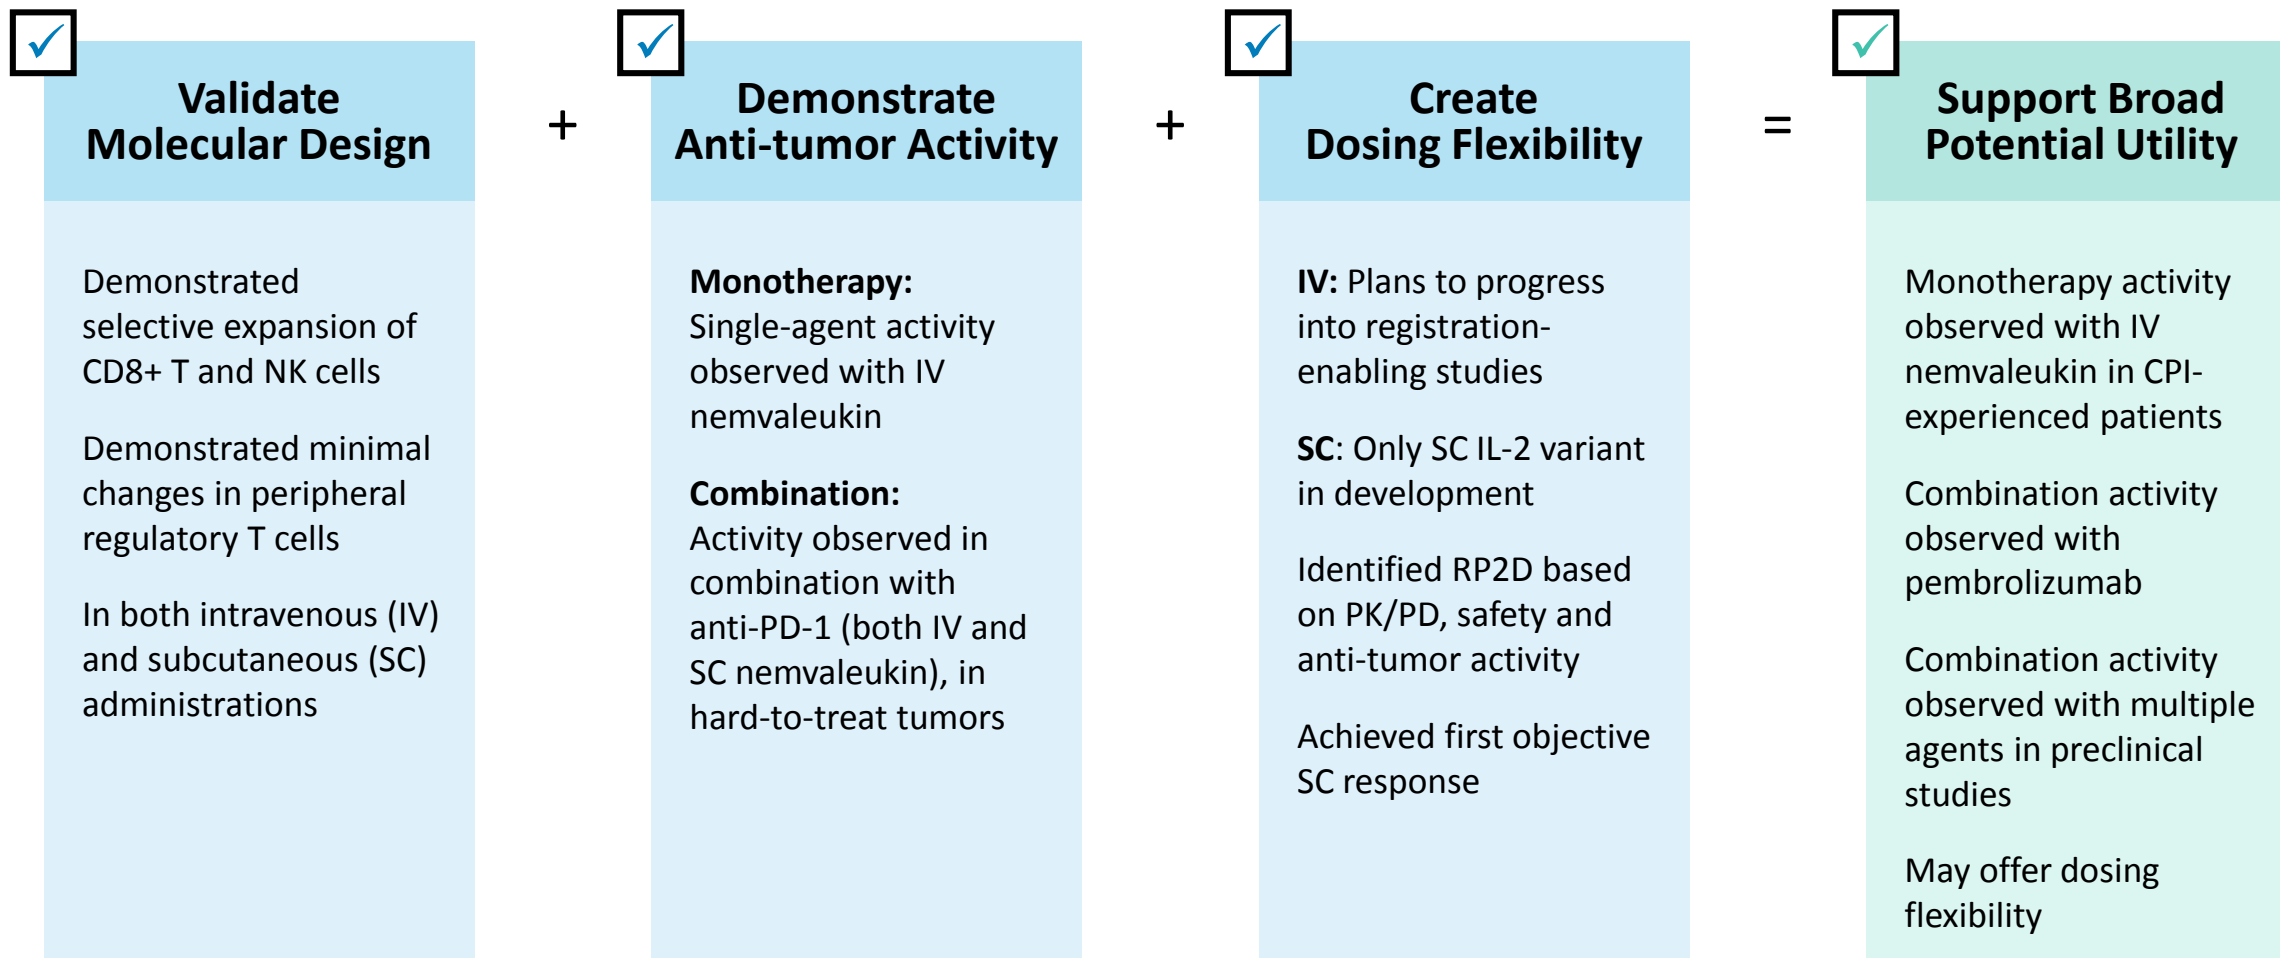 Validate
Molecular Design
Demonstrated
selective expansion of
CD8+ T and NK cells
Demonstrated minimal
changes in peripheral
regulatory T cells
In both intravenous (IV)
and subcutaneous (SC)
administrations
+
Demonstrate
Anti-tumor Activity
Monotherapy:
Single-agent activity
observed with IV
nemvaleukin
Combination:
Activity observed in
combination with
anti-PD-1 (both IV and
SC nemvaleukin), in
hard-to-treat tumors
+
Create
Dosing Flexibility
IV: Plans to progress
into registration-
enabling studies
SC: Only SC IL-2 variant
in development
Identified RP2D based
on PK/PD, safety and
anti-tumor activity
Achieved first objective
SC response
=
Support Broad
Potential Utility
Monotherapy activity
observed with IV
nemvaleukin in CPI-
experienced patients
Combination activity
observed with
pembrolizumab
Combination activity
observed with multiple
agents in preclinical
studies
May offer dosing
flexibility